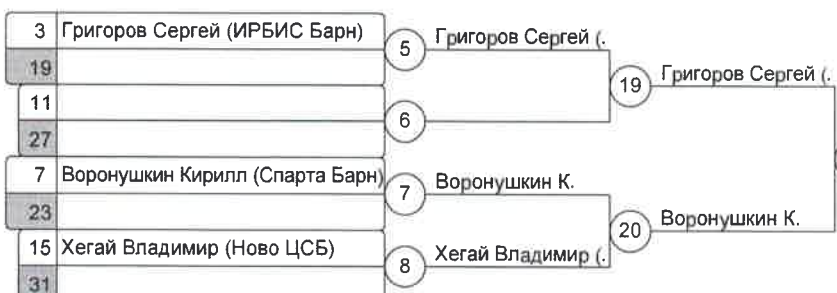 3 Григоров Сергей (ИРБИС Барн)
19
11
27
7 Воронушкин Кирилл (Спарта Барн)
23
15 Хегай Владимир (Ново ЦСБ)
31
5 Григоров Сергей (.
6
7 Воронушкин К.
8 Хегай Владимир (.
19 Григоров Сергей (.
20 Воронушкин К.